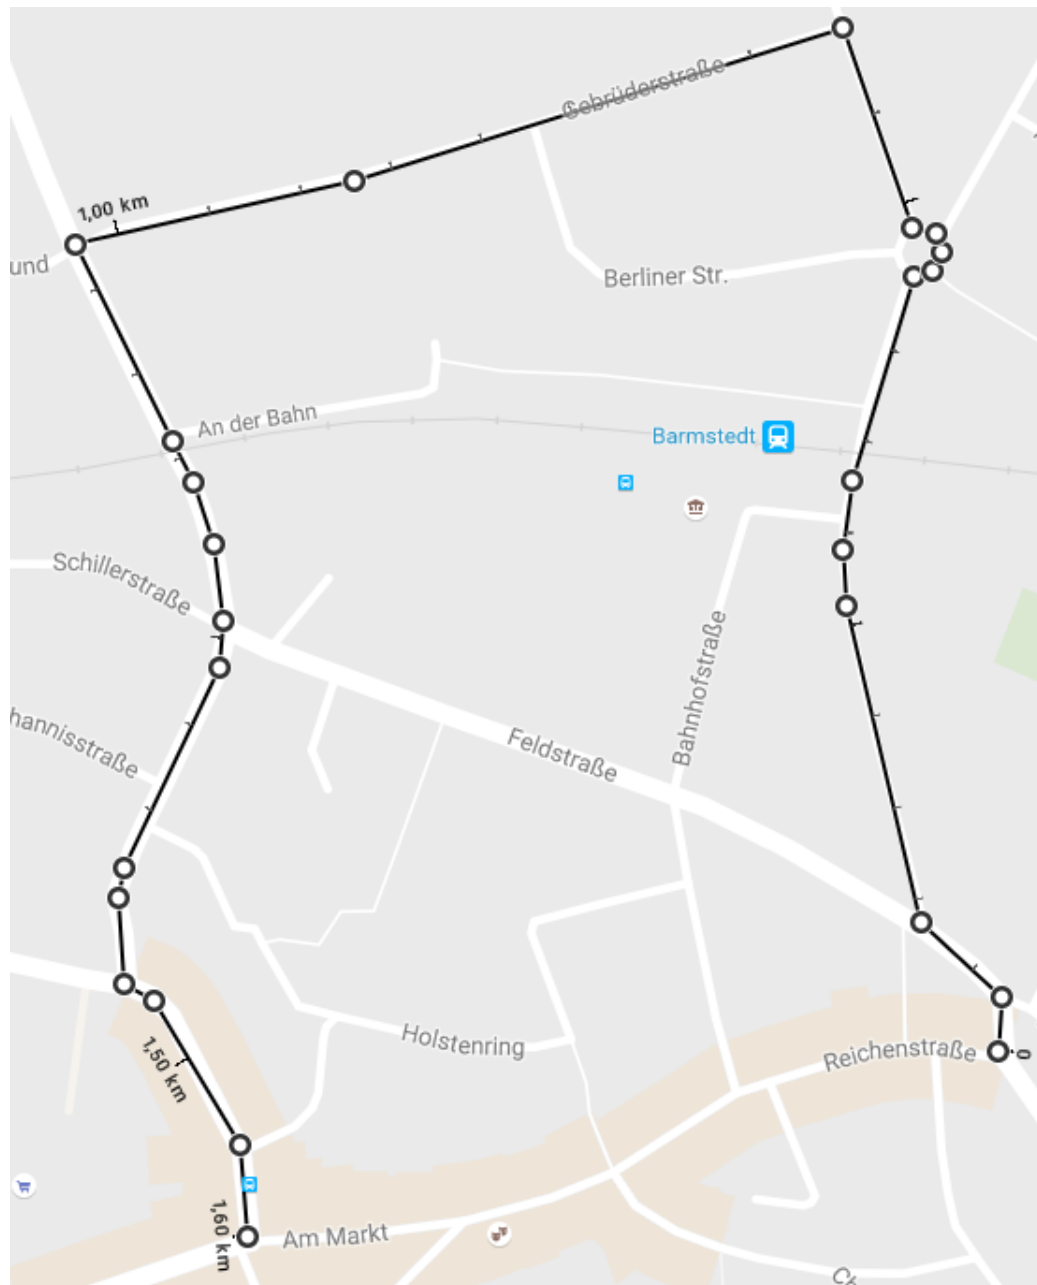 Gebrüderstraße
1,00 km
und
Berliner Str.
An der Bahn
Barmstedt
Schillerstraße
Bahnhofstraße
hannisstraße
Feldstraße
Holstenring
Reichenstraße
0
1,50 km
1,60 km
Am Markt
Ch